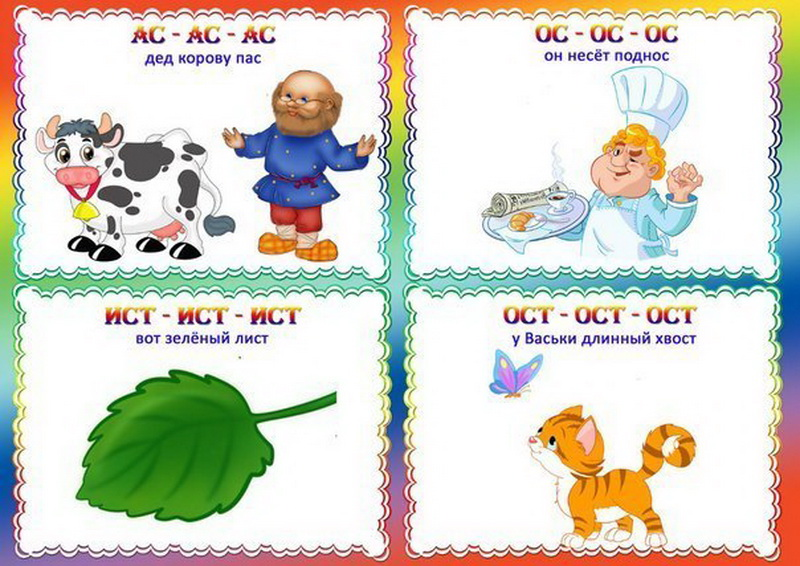 АС - АС - АС
дед корову пас
ОС - ОС - ОС
он несёт поднос
ИСТ - ИСТ - ИСТ
вот зелёный лист
ОСТ - ОСТ - ОСТ
у Васьки длинный хвост